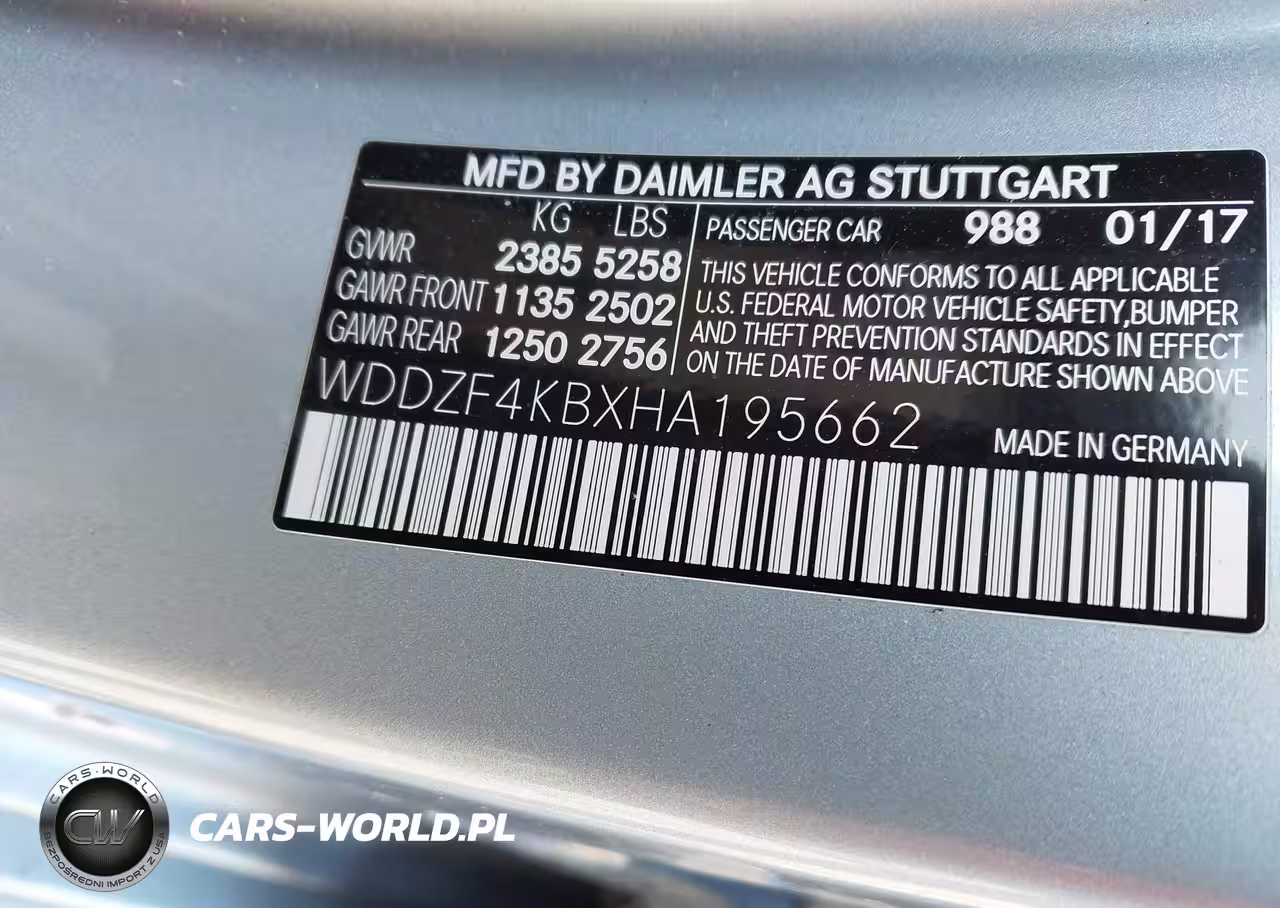 MFD BY DAIMLER AG STUTTGART
KG LBS
GVWR 2385 5258
GAWR FRONT 1135 2502
GAWR REAR 1250 2756
PASSENGER CAR 988 01/17
THIS VEHICLE CONFORMS TO ALL APPLICABLE
U.S. FEDERAL MOTOR VEHICLE SAFETY,BUMPER
AND THEFT PREVENTION STANDARDS IN EFFECT
ON THE DATE OF MANUFACTURE SHOWN ABOVE
WDDZF4KBXHA195662
MADE IN GERMANY
CARS-WORLD
CW
BEZPOŚREDNI IMPORT Z USA
CARS-WORLD.PL